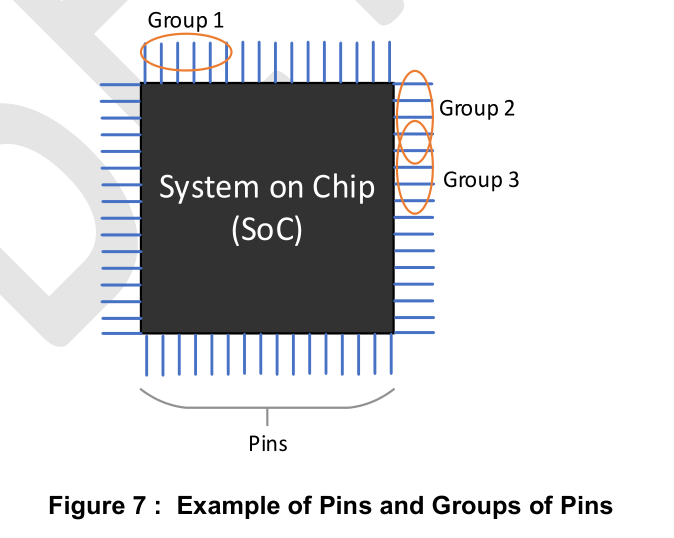 Group 1
Group 2
Group 3
System on Chip
(SoC)
Pins
Figure 7 :  Example of Pins and Groups of Pins